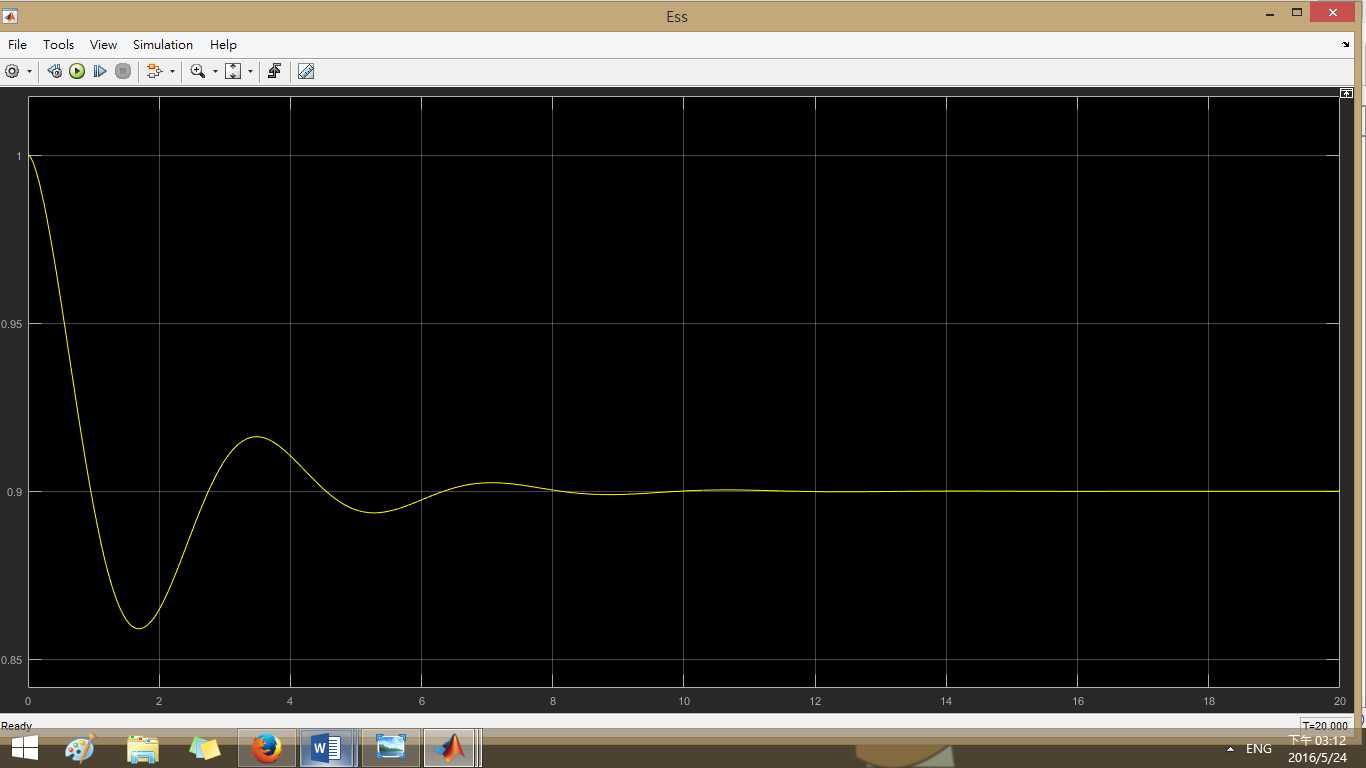 Ess
File Tools View Simulation Help
1
0.95
0.9
0.85
0 2 4 6 8 10 12 14 16 18 20
Ready
T=20.000
ENG
下午 03:12
2016/5/24